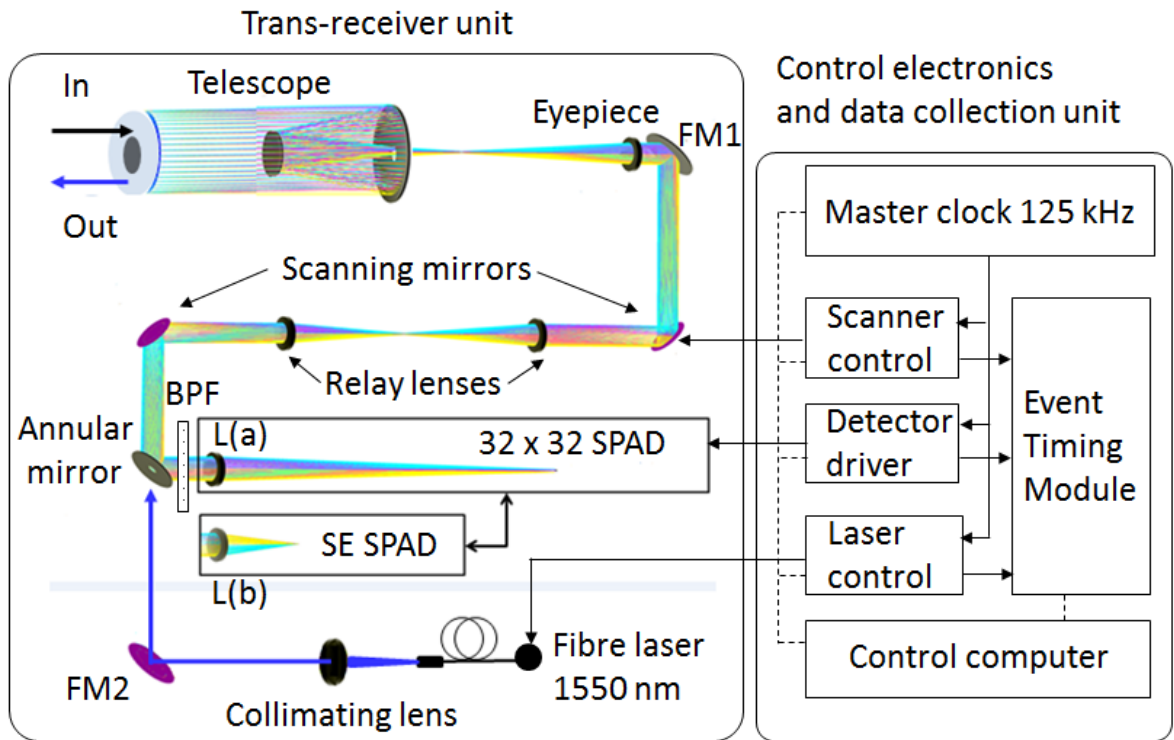 Trans-receiver unit
In
Telescope
Eyepiece
FM1
Out
Scanning mirrors
Relay lenses
BPF
Annular
mirror
L(a)
32 x 32 SPAD
SE SPAD
L(b)
FM2
Collimating lens
Fibre laser
1550 nm
Control electronics
and data collection unit
Master clock 125 kHz
Scanner
control
Detector
driver
Laser
control
Event
Timing
Module
Control computer